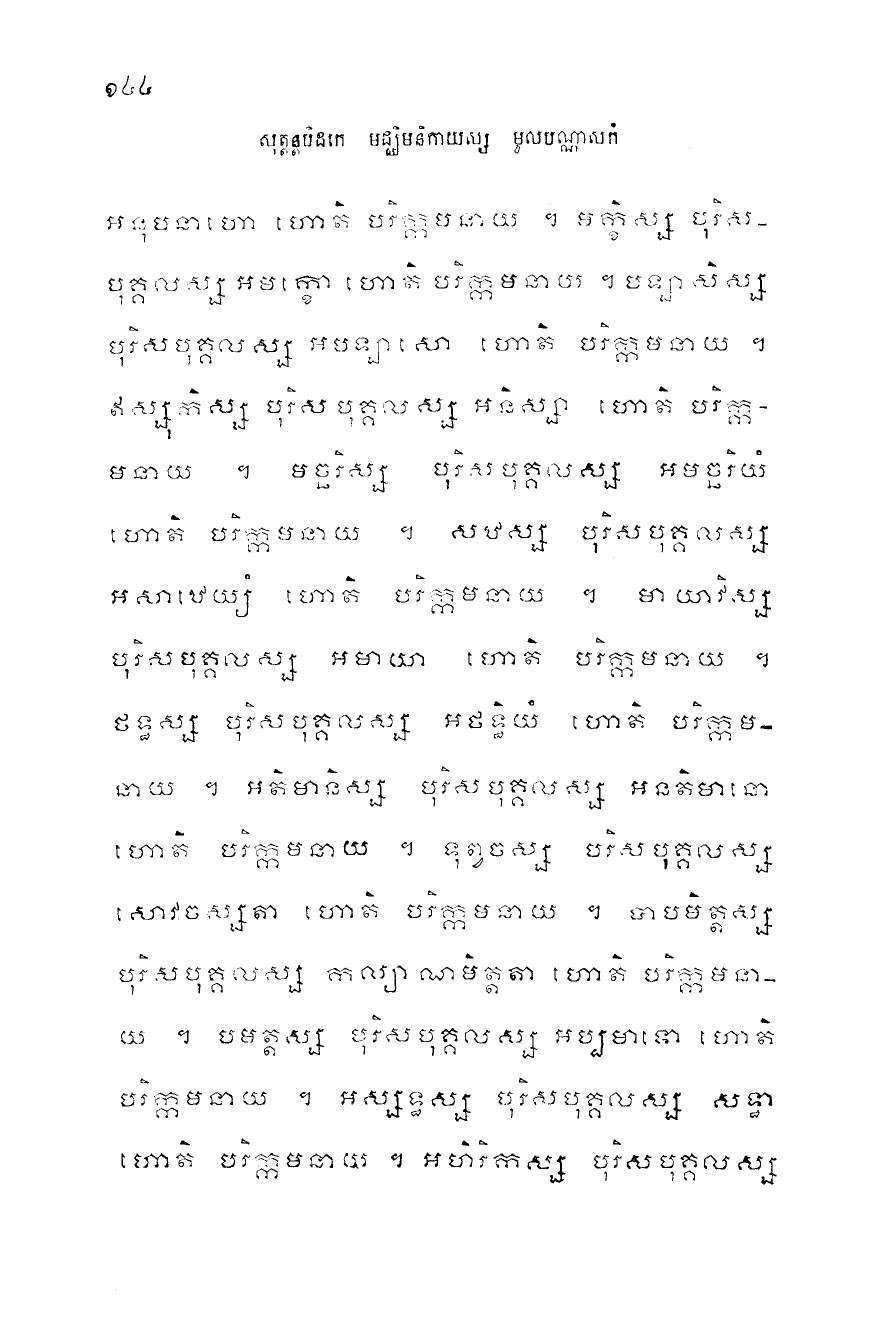 ១៤៤
សុត្តន្តបិដកេ មជ្ឈិមនិកាយស្ស មូលបណ្ណាសកំ
អនុបនាហោ ហោតិ បរិក្កមនាយ ។ មក្ខិស្ស បុរិស-
បុគ្គលស្ស អមក្ខោ ហោតិ បរិក្កមនាយ ។ បឡាសិស្ស
បុរិសបុគ្គលស្ស អបឡាសោ ហោតិ បរិក្កមនាយ ។
ឥស្សុកិស្ស បុរិសបុគ្គលស្ស អនិស្សា ហោតិ បរិក្ក-
មនាយ ។ មច្ឆរិស្ស បុរិសបុគ្គលស្ស អមច្ឆរិយំ
ហោតិ បរិក្កមនាយ ។ សឋស្ស បុរិសបុគ្គលស្ស
អសាឋេយ្យំ ហោតិ បរិក្កមនាយ ។ មាយាវិស្ស
បុរិសបុគ្គលស្ស អមាយា ហោតិ បរិក្កមនាយ ។
ថទ្ធស្ស បុរិសបុគ្គលស្ស អថទ្ធិយំ ហោតិ បរិក្កម-
នាយ ។ អតិមានិស្ស បុរិសបុគ្គលស្ស អនតិមានោ
ហោតិ បរិក្កមនាយ ។ ទុព្វចស្ស បុរិសបុគ្គលស្ស
សោវចស្សតា ហោតិ បរិក្កមនាយ ។ បាបមិត្តស្ស
បុរិសបុគ្គលស្ស កល្យាណមិត្តតា ហោតិ បរិក្កមនា-
យ ។ បមត្តស្ស បុរិសបុគ្គលស្ស អប្បមាទោ ហោតិ
បរិក្កមនាយ ។ អស្សទ្ធស្ស បុរិសបុគ្គលស្ស សទ្ធា
ហោតិ បរិក្កមនាយ ។ អហិរិកស្ស បុរិសបុគ្គលស្ស